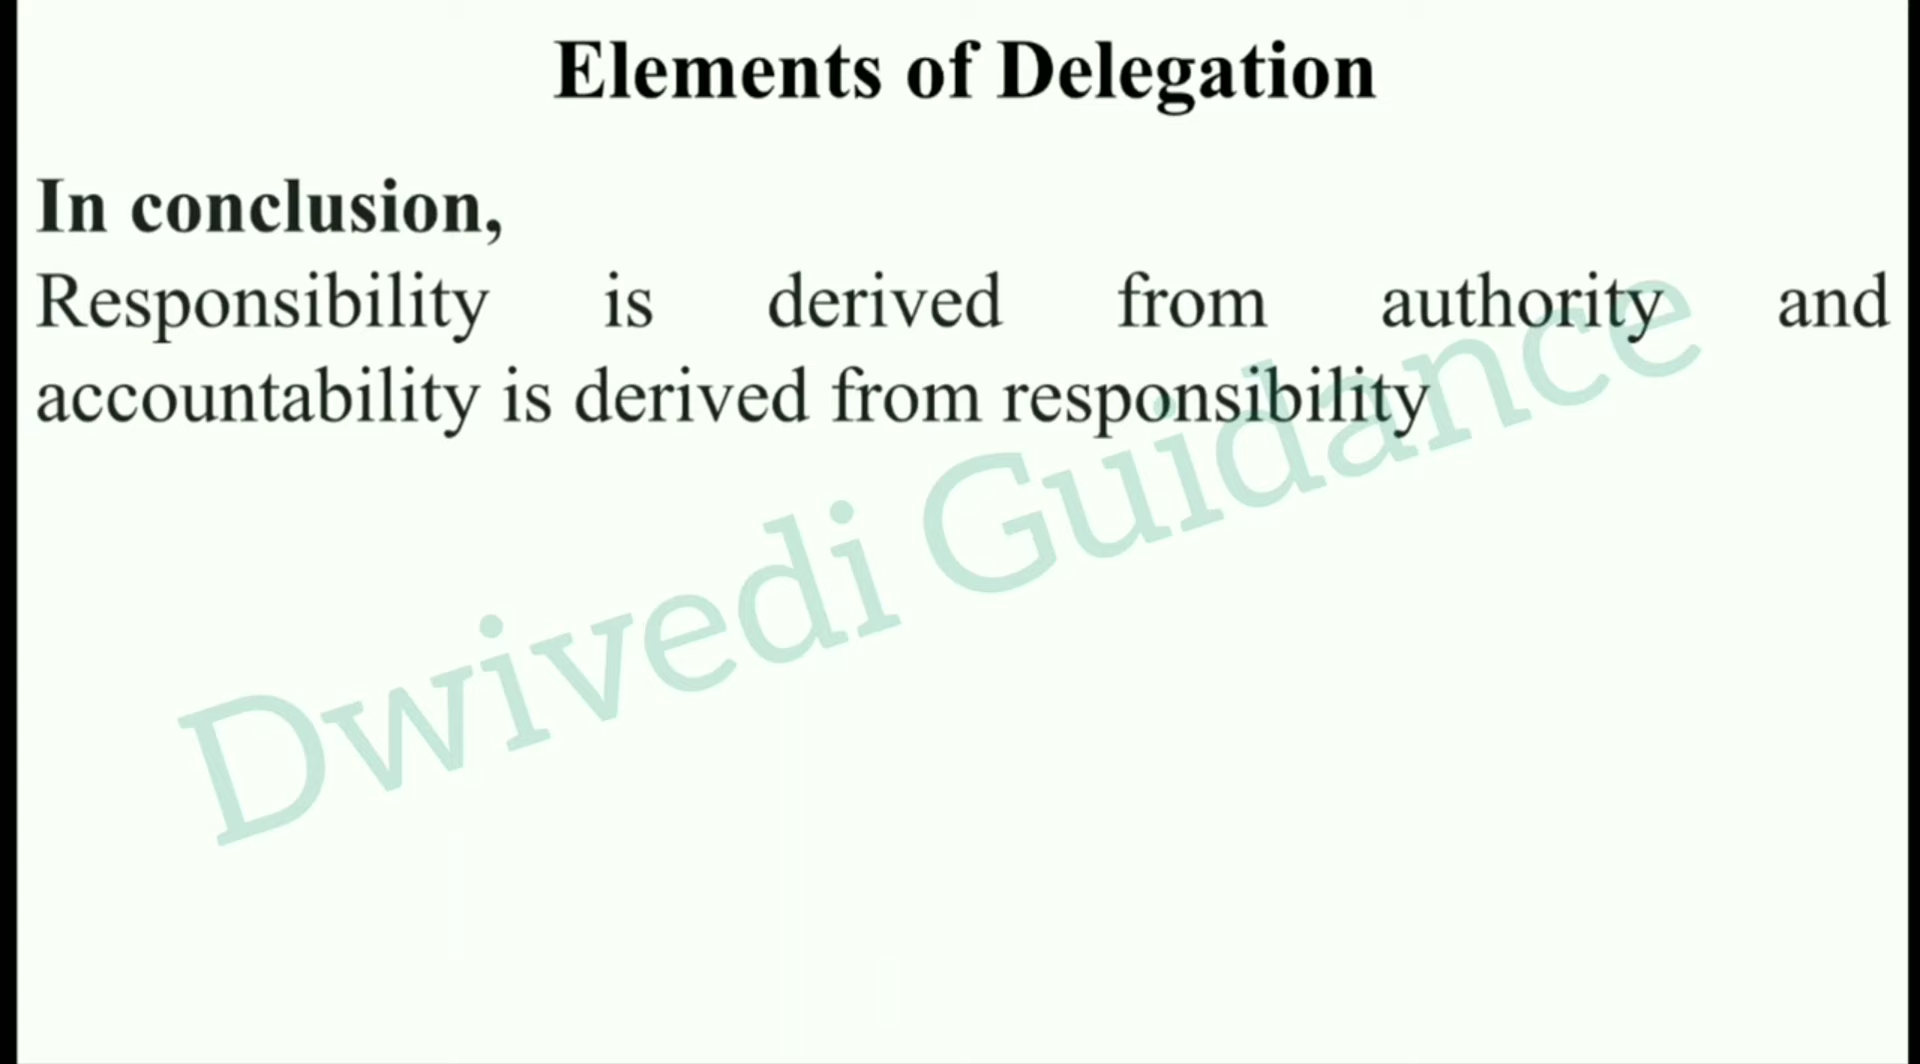 Elements of Delegation
In conclusion,
Responsibility is derived from authority and
accountability is derived from responsibility
Dwivedi Guidance